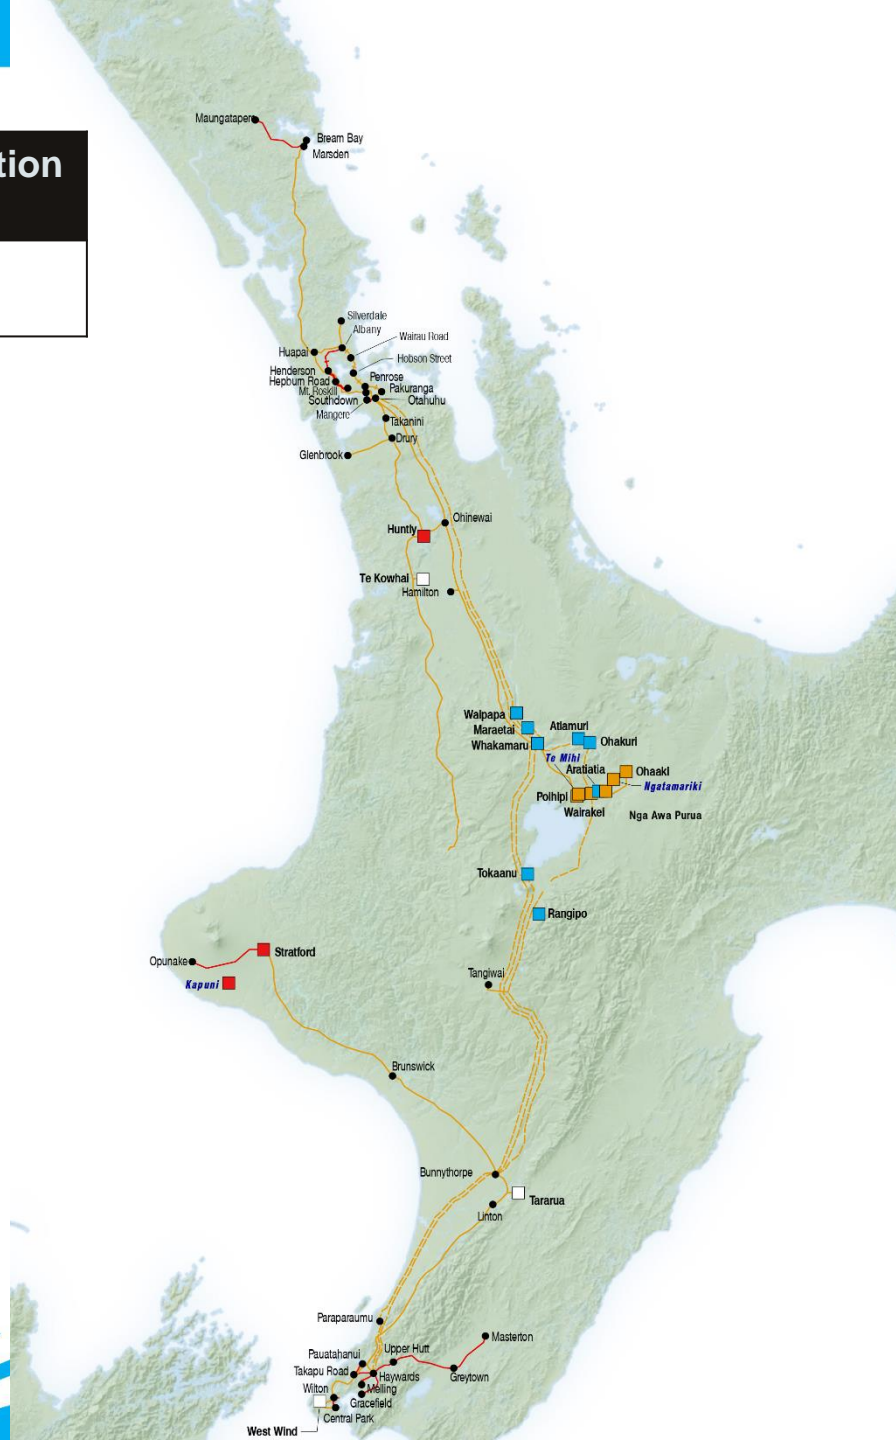 tion
Maungatapere
Bream Bay
Marsden
Silverdale
Albany
Wairau Road
Huapai
Hobson Street
Henderson
Penrose
Hepburn Road
Pakuranga
Mt. Roskill
Southdown
Otahuhu
Mangere
Takanini
Drury
Glenbrook
Ohinewai
Huntly
Te Kowhai
Hamilton
Waipapa
Maraetai
Atiamuri
Whakamaru
Ohakuri
Te Mihi
Aratiatia
Ohaaki
Ngatamariki
Poihipi
Wairakei
Nga Awa Purua
Tokaanu
Rangipo
Stratford
Opunake
Tangiwai
Kapuni
Brunswick
Bunnythorpe
Tararua
Linton
Paraparaumu
Masterton
Pauatahanui
Upper Hutt
Takapu Road
Haywards
Greytown
Wilton
Melling
Gracefield
Central Park
West Wind